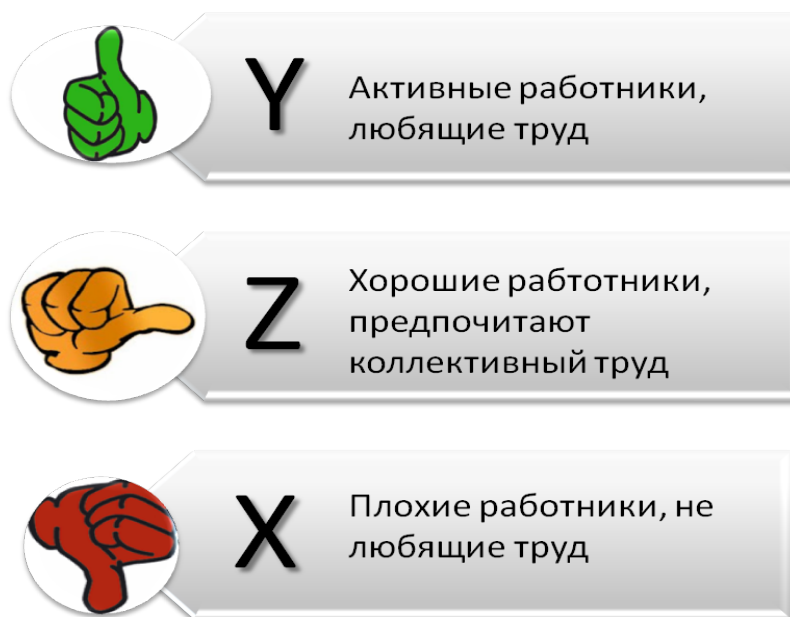 Y
Активные работники,
любящие труд
Z
Хорошие рабтотники,
предпочитают
коллективный труд
X
Плохие работники, не
любящие труд